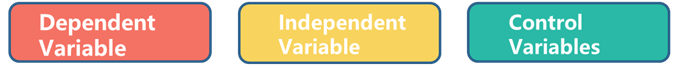 Dependent
Variable
Independent
Variable
Control
Variables